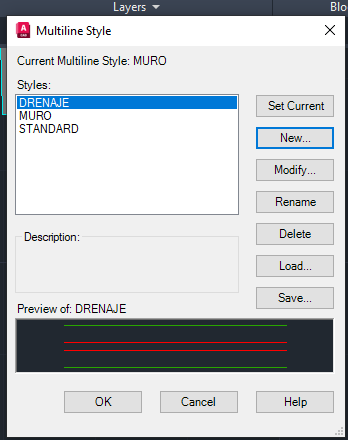 Layers
Blo
Multiline Style
Current Multiline Style: MURO
Styles:
DRENAJE
MURO
STANDARD
Set Current
New...
Modify...
Rename
Delete
Load...
Save...
Description:
Preview of: DRENAJE
OK
Cancel
Help